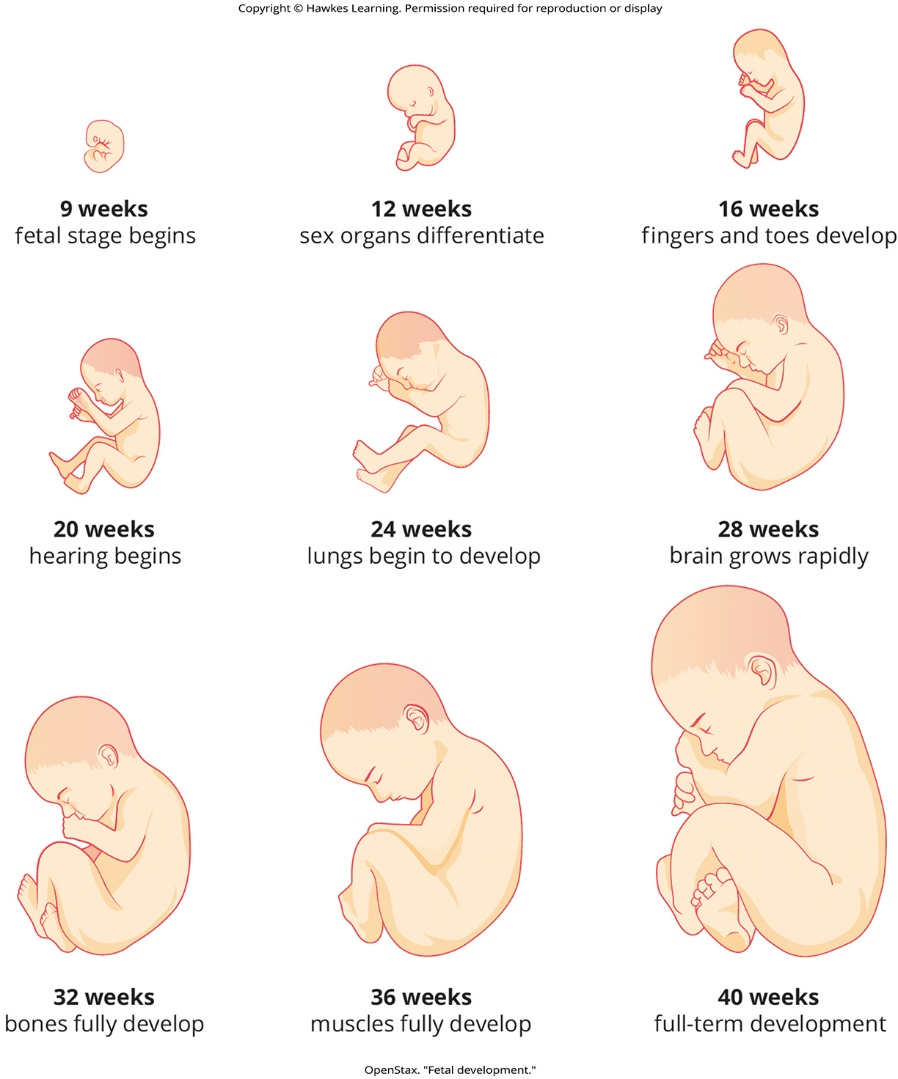 Copyright © Hawkes Learning. Permission required for reproduction or display
9 weeks
fetal stage begins
12 weeks
sex organs differentiate
16 weeks
fingers and toes develop
20 weeks
hearing begins
24 weeks
lungs begin to develop
28 weeks
brain grows rapidly
32 weeks
bones fully develop
36 weeks
muscles fully develop
40 weeks
full-term development
OpenStax. "Fetal development."